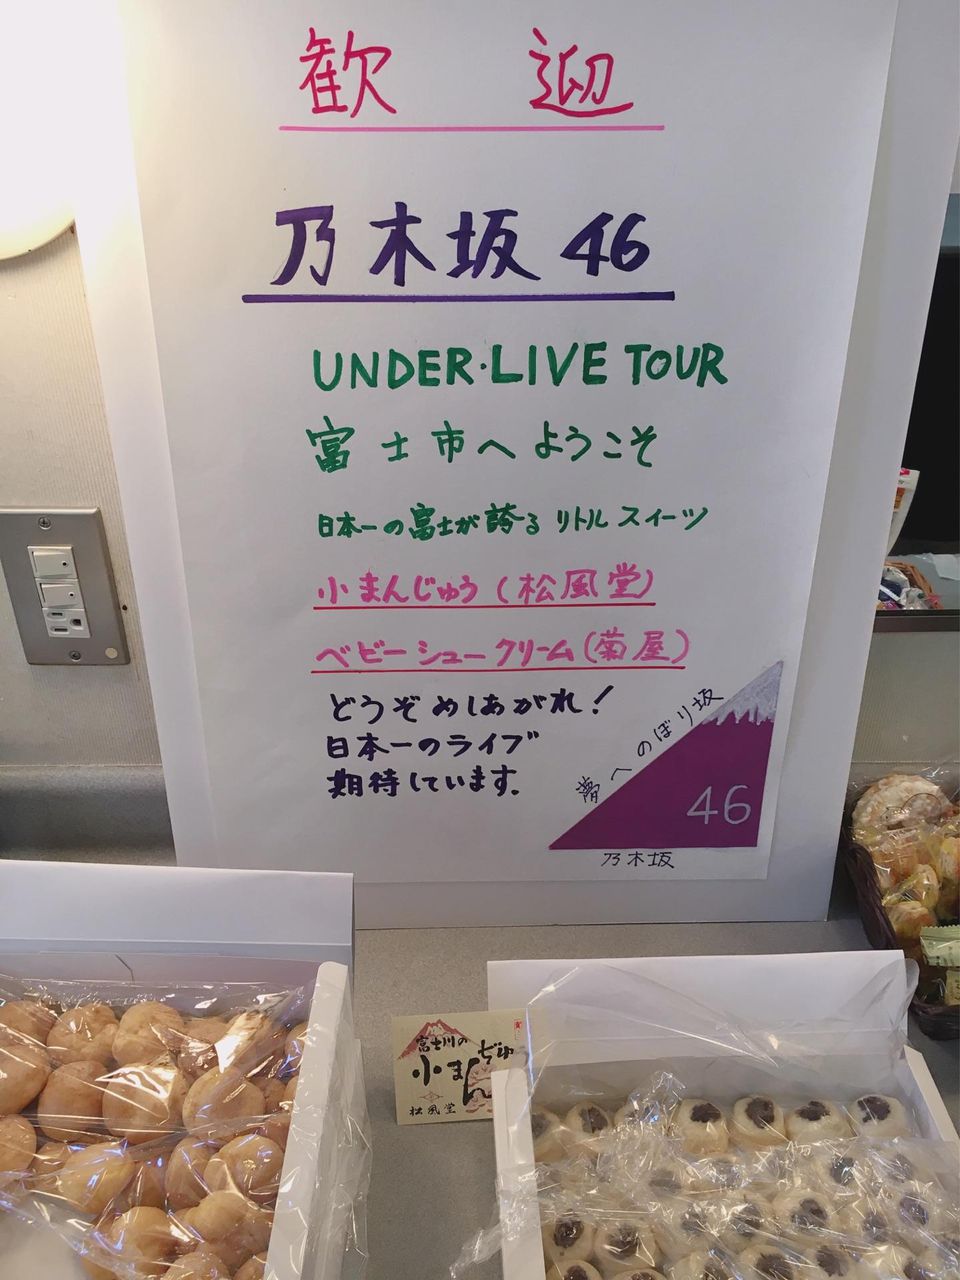 歓迎
乃木坂46
UNDER・LIVE TOUR
富士市へようこそ
日本一の富士が誇るリトルスイーツ
小まんじゅう(松風堂)
ベビーシュークリーム(菊屋)
どうぞめしあがれ!
日本一のライブ
期待しています.
夢へのぼり坂
46
乃木坂
富士川の
小まんぢゅ
松風堂